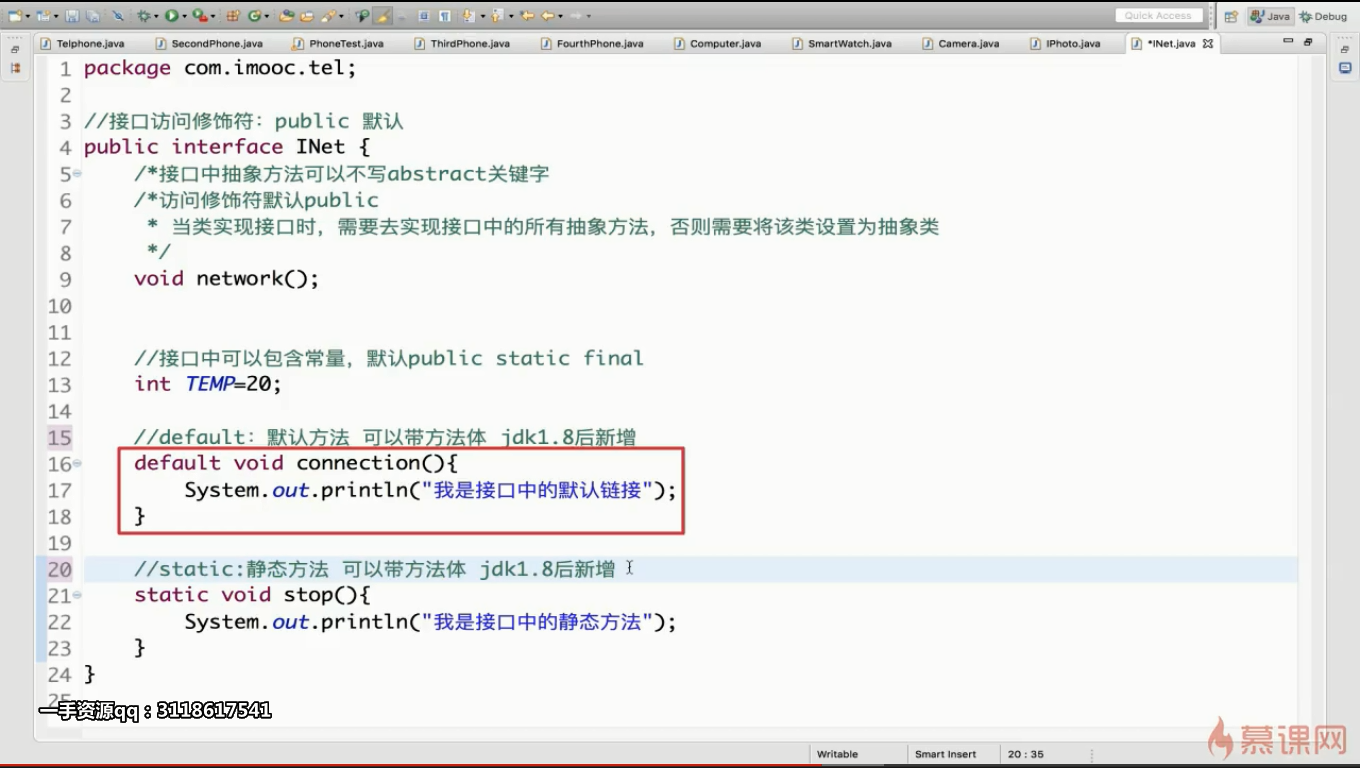 Quick Access
Java
Debug
Telphone.java
SecondPhone.java
PhoneTest.java
ThirdPhone.java
FourthPhone.java
Computer.java
SmartWatch.java
Camera.java
IPhoto.java
*INet.java
1 package com.imooc.tel;
2
3 //接口访问修饰符：public 默认
4 public interface INet {
5 /*接口中抽象方法可以不写abstract关键字
6 /*访问修饰符默认public
7 * 当类实现接口时，需要去实现接口中的所有抽象方法，否则需要将该类设置为抽象类
8 */
9 void network();
10
11
12 //接口中可以包含常量，默认public static final
13 int TEMP=20;
14
15 //default：默认方法 可以带方法体 jdk1.8后新增
16 default void connection(){
17 System.out.println("我是接口中的默认链接");
18 }
19
20 //static:静态方法 可以带方法体 jdk1.8后新增
21 static void stop(){
22 System.out.println("我是接口中的静态方法");
23 }
24 }
25
一手资源qq：3118617541
慕课网
Writable
Smart Insert
20 : 35